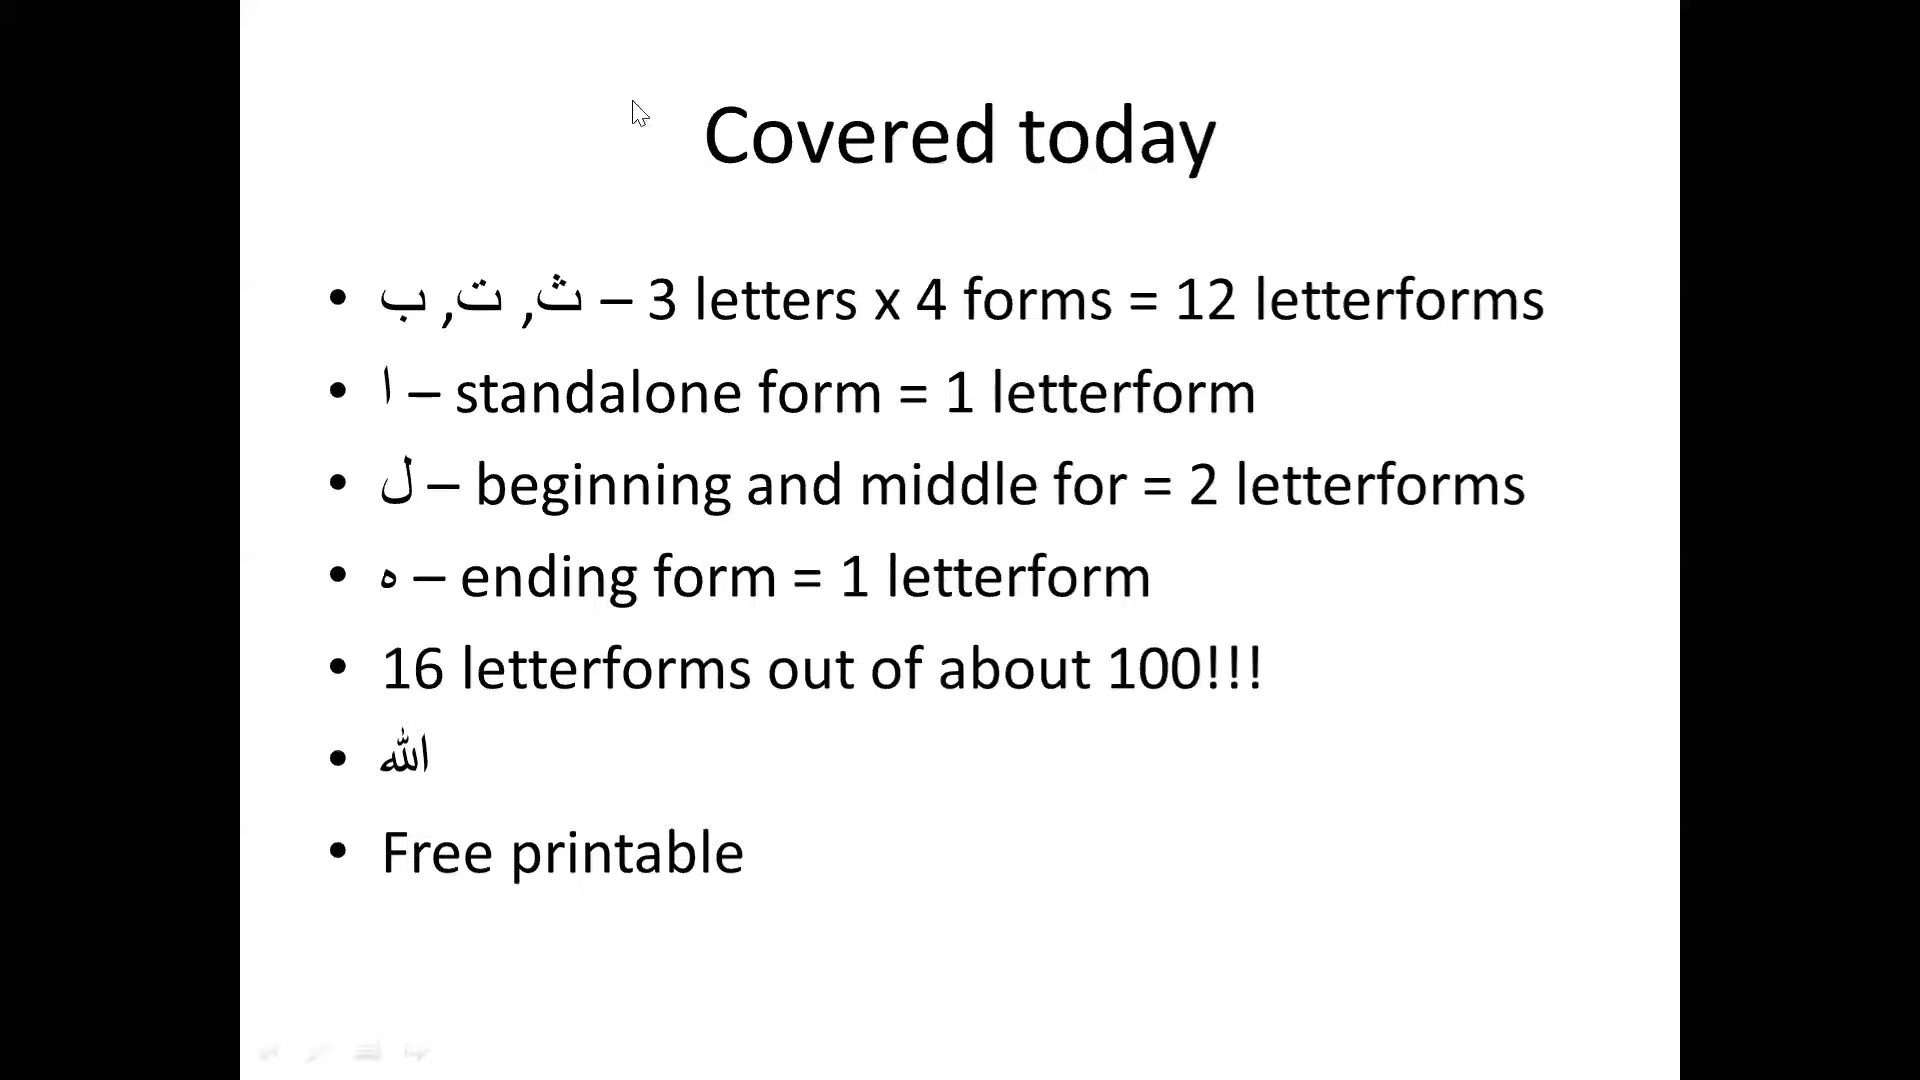 Covered today
• ب ,ت ,ث – 3 letters x 4 forms = 12 letterforms
• ا – standalone form = 1 letterform
• ل – beginning and middle for = 2 letterforms
• ه – ending form = 1 letterform
• 16 letterforms out of about 100!!!
• الله
• Free printable